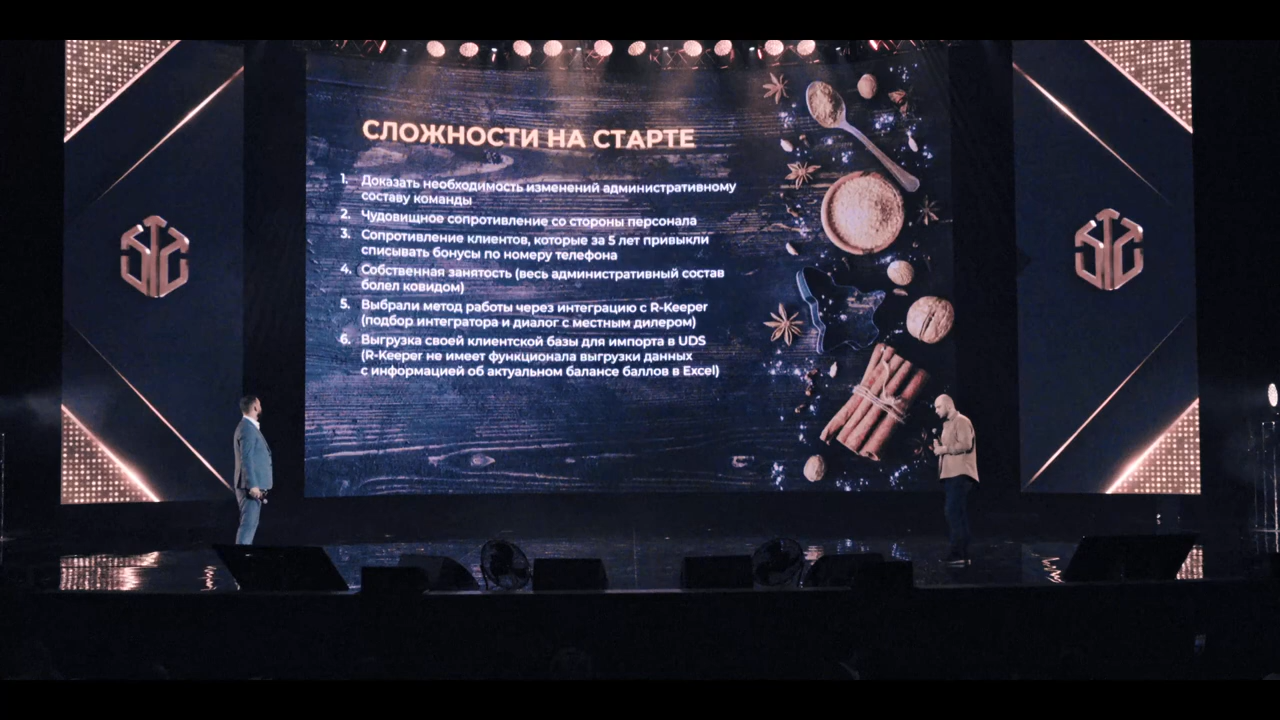 СЛОЖНОСТИ НА СТАРТЕ
1. Доказать необходимость изменений административному
составу команды
2. Чудовищное сопротивление со стороны персонала
3. Сопротивление клиентов, которые за 5 лет привыкли
списывать бонусы по номеру телефона
4. Собственная занятость (весь административный состав
болел ковидом)
5. Выбрали метод работы через интеграцию с R-Keeper
(подбор интегратора и диалог с местным дилером)
6. Выгрузка своей клиентской базы для импорта в UDS
(R-Keeper не имеет функционала выгрузки данных
с информацией об актуальном балансе баллов в Excel)